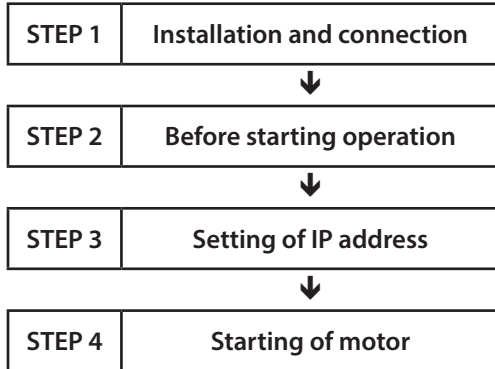 STEP 1 Installation and connection
STEP 2 Before starting operation
STEP 3 Setting of IP address
STEP 4 Starting of motor